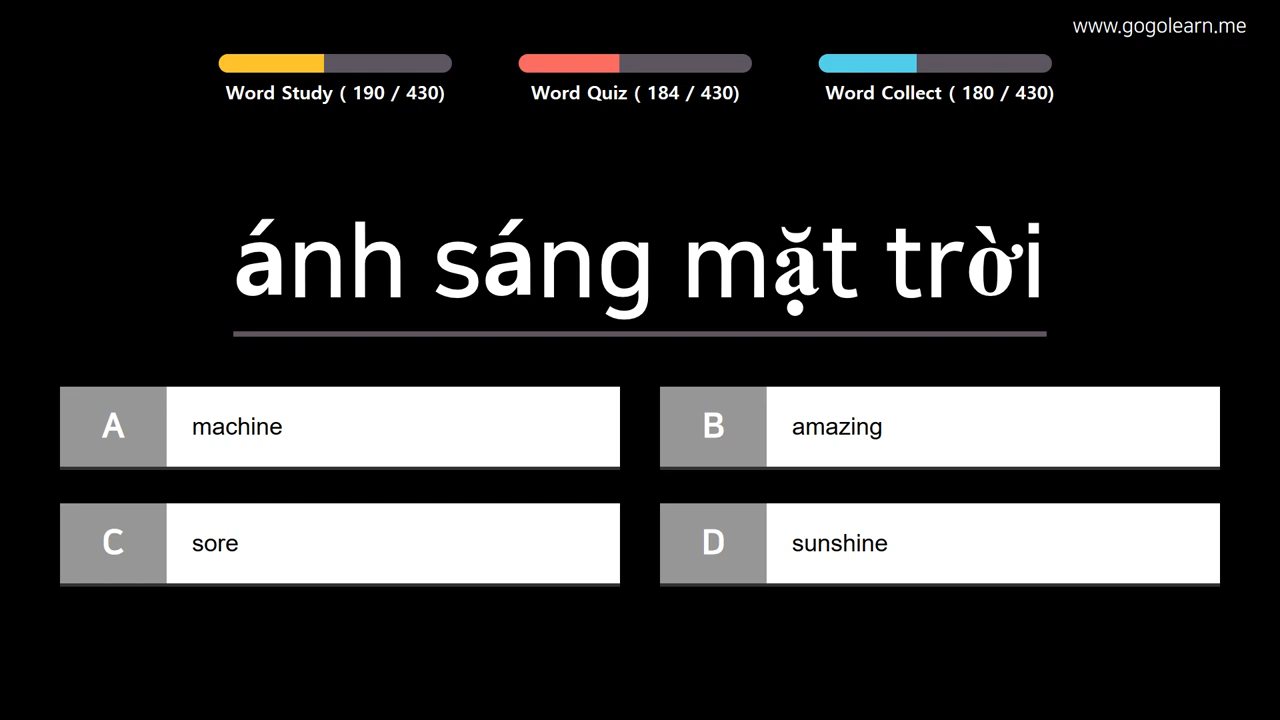 www.gogolearn.me
Word Study ( 190 / 430)
Word Quiz ( 184 / 430)
Word Collect ( 180 / 430)
ánh sáng mặt trời
A machine
B amazing
C sore
D sunshine